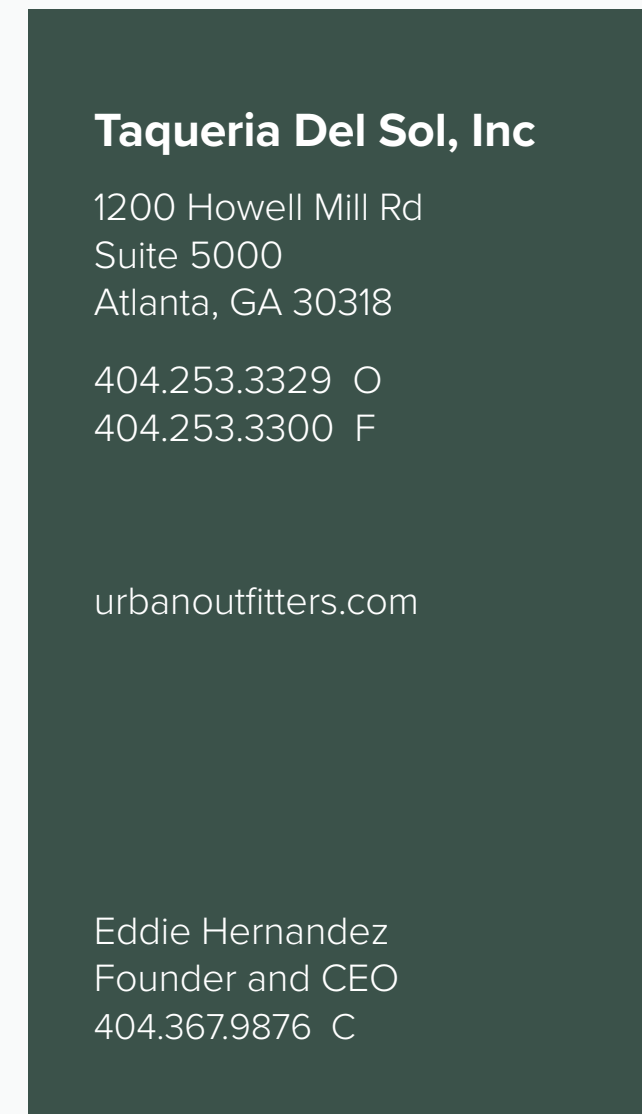 Taqueria Del Sol, Inc
1200 Howell Mill Rd
Suite 5000
Atlanta, GA 30318
404.253.3329 O
404.253.3300 F
urbanoutfitters.com
Eddie Hernandez
Founder and CEO
404.367.9876 C